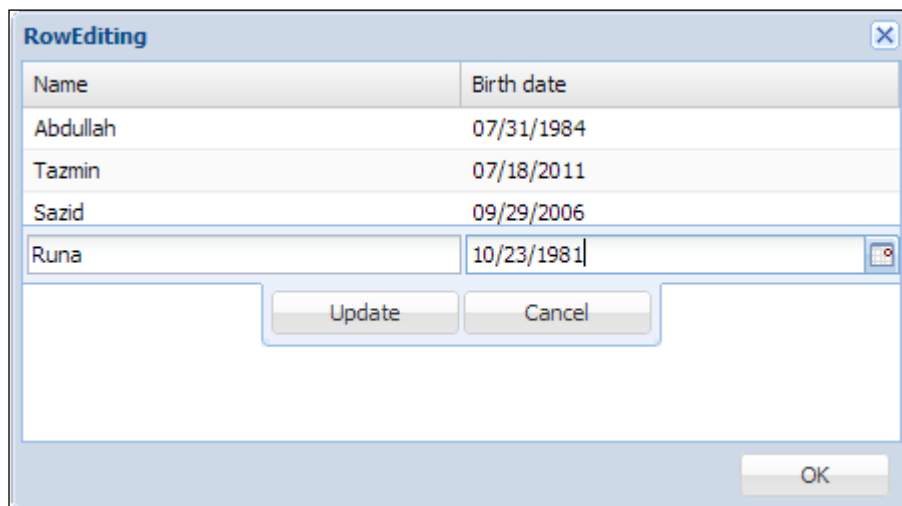 RowEditing
Name Birth date
Abdullah 07/31/1984
Tazmin 07/18/2011
Sazid 09/29/2006
Runa 10/23/1981
Update Cancel
OK